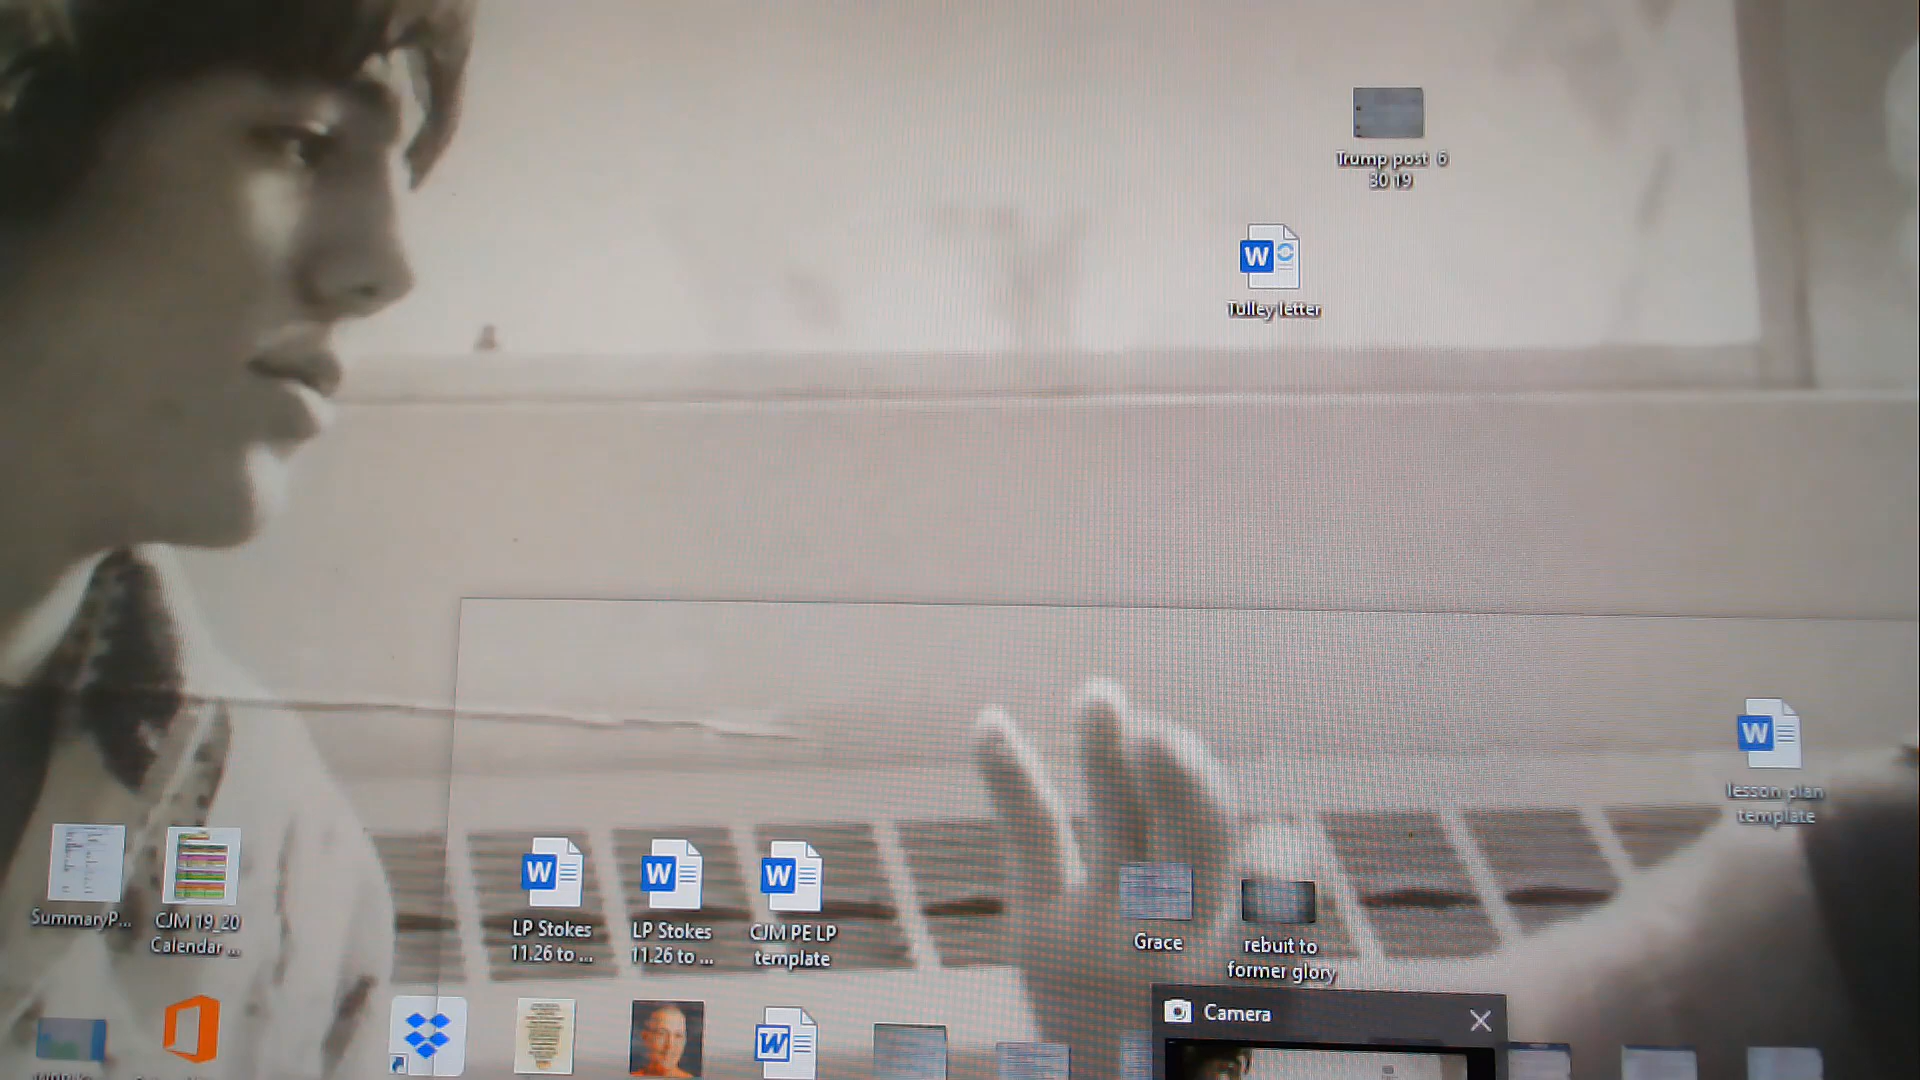 Trump post 6
30 19
Tulley letter
lesson plan
template
SummaryP...
CJM 19_20
Calendar ...
LP Stokes
11.26 to ...
LP Stokes
11.26 to ...
CJM PE LP
template
Grace
rebuit to
former glory
Camera